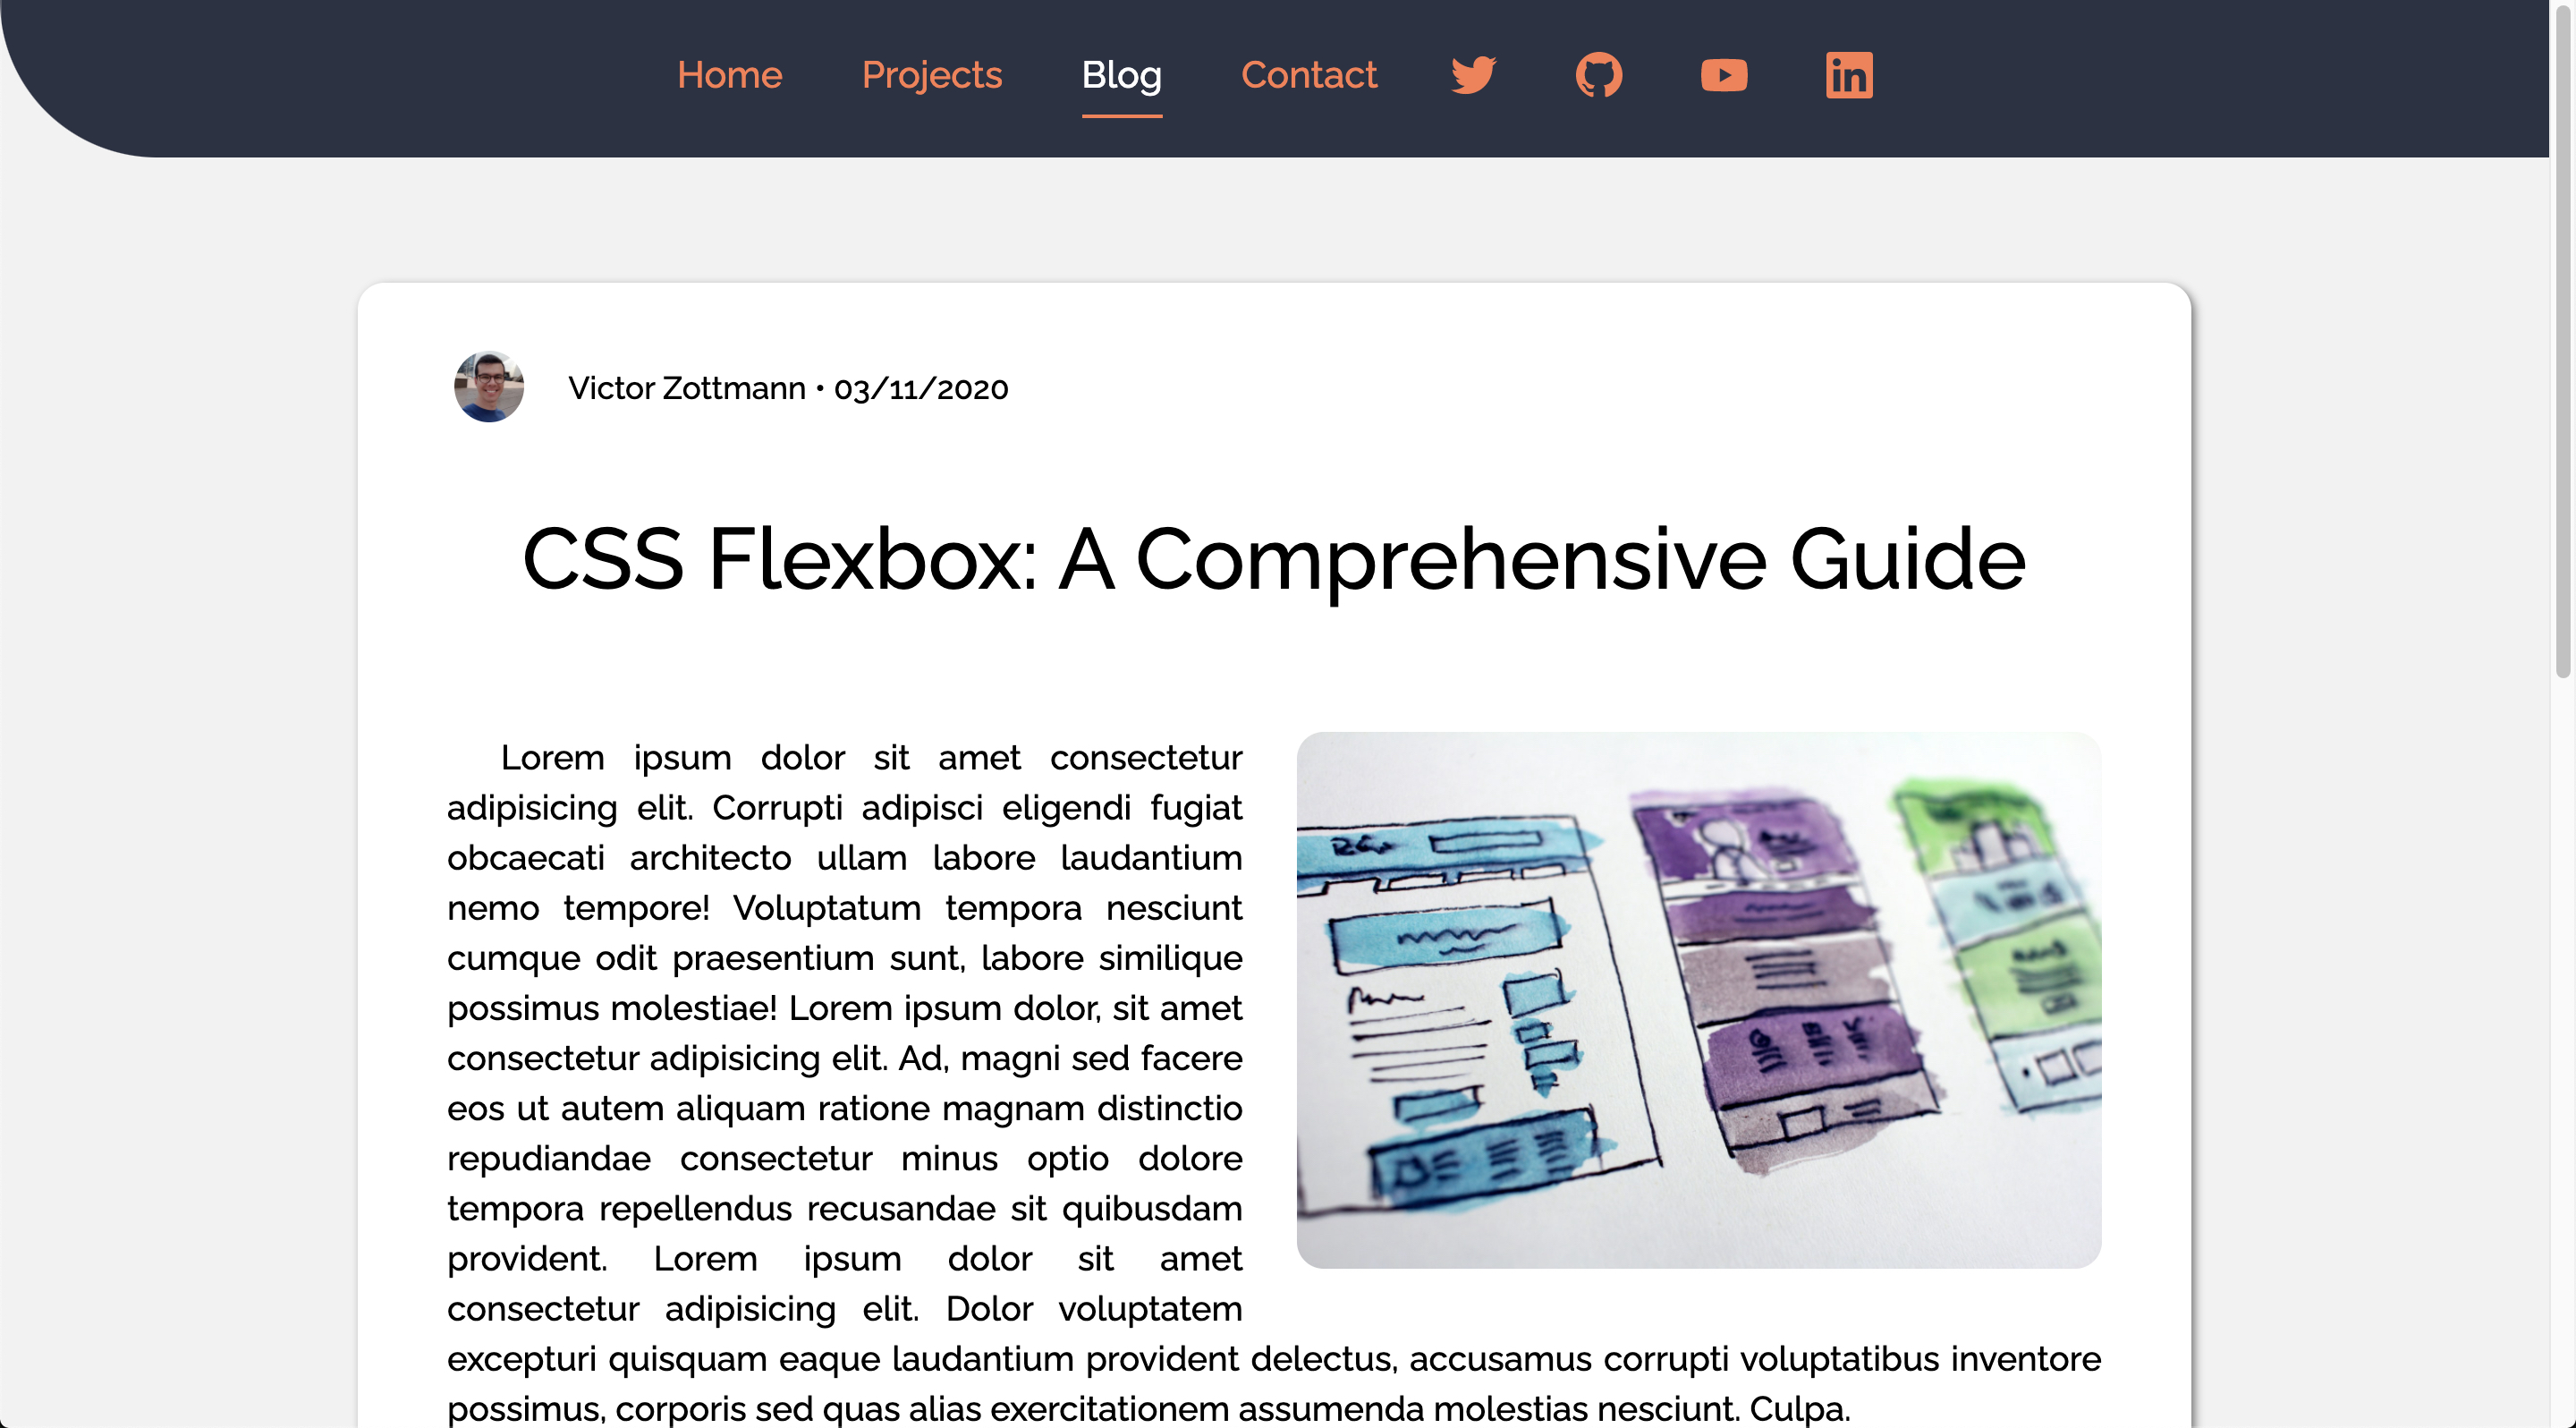 Home Projects Blog Contact
Victor Zottmann • 03/11/2020
CSS Flexbox: A Comprehensive Guide
Lorem ipsum dolor sit amet consectetur
adipisicing elit. Corrupti adipisci eligendi fugiat
obcaecati architecto ullam labore laudantium
nemo tempore! Voluptatum tempora nesciunt
cumque odit praesentium sunt, labore similique
possimus molestiae! Lorem ipsum dolor, sit amet
consectetur adipisicing elit. Ad, magni sed facere
eos ut autem aliquam ratione magnam distinctio
repudiandae consectetur minus optio dolore
tempora repellendus recusandae sit quibusdam
provident. Lorem ipsum dolor sit amet
consectetur adipisicing elit. Dolor voluptatem
excepturi quisquam eaque laudantium provident delectus, accusamus corrupti voluptatibus inventore
possimus, corporis sed quas alias exercitationem assumenda molestias nesciunt. Culpa.